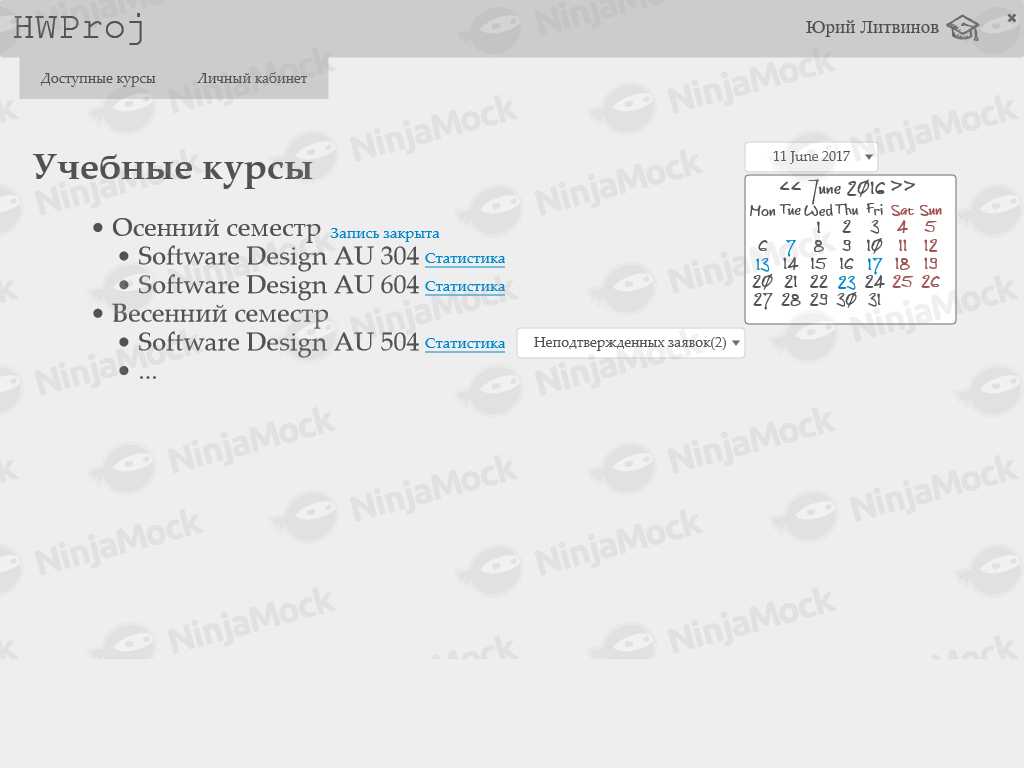 HWProj
Юрий Литвинов
Доступные курсы
Личный кабинет
Учебные курсы
• Осенний семестр Запись закрыта
• Software Design AU 304 Статистика
• Software Design AU 604 Статистика
• Весенний семестр
• Software Design AU 504 Статистика
Неподтвержденных заявок(2)
• ...
11 June 2017
<< June 2016 >>
Mon Tue Wed Thu Fri Sat Sun
1 2 3 4 5
6 7 8 9 10 11 12
13 14 15 16 17 18 19
20 21 22 23 24 25 26
27 28 29 30 31
NinjaMock